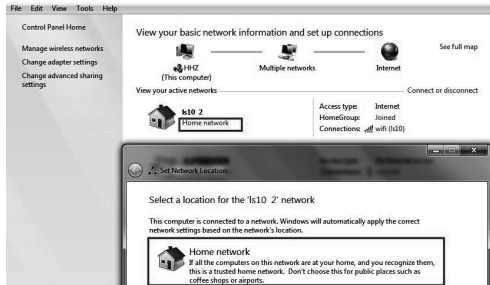 File Edit View Tools Help
Control Panel Home
Manage wireless networks
Change adapter settings
Change advanced sharing
settings
View your basic network information and set up connections
See full map
HHZ
(This computer)
Multiple networks
Internet
View your active networks
Connect or disconnect
ls10 2
Home network
Access type: Internet
HomeGroup: Joined
Connections: wifi (ls10)
Set Network Location
Select a location for the 'ls10 2' network
This computer is connected to a network. Windows will automatically apply the correct
network settings based on the network's location.
Home network
If all the computers on this network are at your home, and you recognize them,
this is a trusted home network. Don't choose this for public places such as
coffee shops or airports.